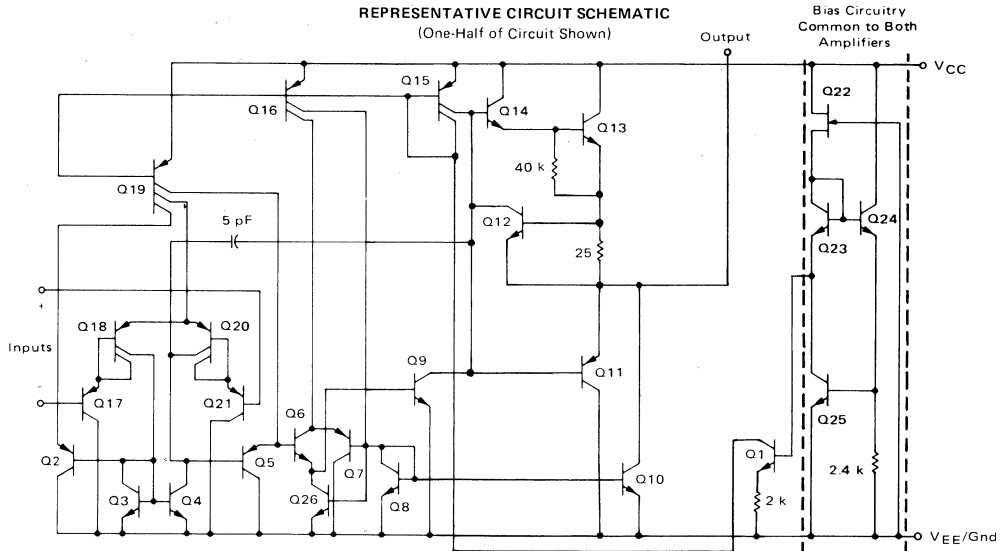 REPRESENTATIVE CIRCUIT SCHEMATIC
(One-Half of Circuit Shown)
Bias Circuitry
Common to Both
Amplifiers
Output
VCC
Q15
Q22
Q16
Q14
Q13
40 k
Q19
5 pF
Q12
Q24
Q23
25
+
Q18
Q20
Inputs
Q9
Q11
–
Q17
Q21
Q25
Q6
Q2
Q5
Q7
Q1
2.4 k
Q3
Q4
Q26
Q8
Q10
2 k
VEE/Gnd